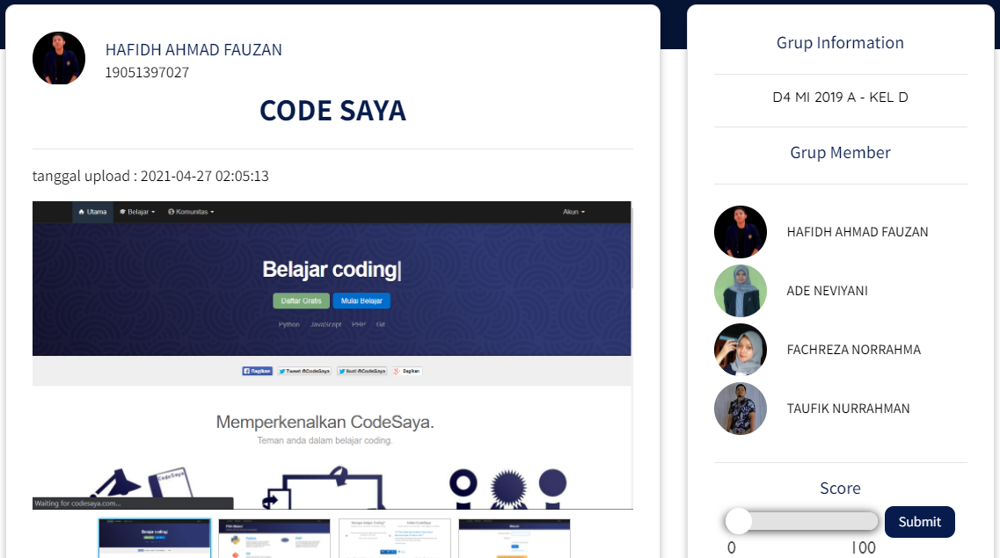 HAFIDH AHMAD FAUZAN
19051397027
CODE SAYA
tanggal upload : 2021-04-27 02:05:13
Utama Belajar Komunitas Akun
Belajar coding|
Daftar Gratis Mulai Belajar
Python JavaScript PHP Git
Bagikan Tweet @CodeSaya Ikuti @CodeSaya Bagikan
Memperkenalkan CodeSaya.
Teman anda dalam belajar coding.
CodeSaya
Waiting for codesaya.com...
Belajar coding
Grup Information
D4 MI 2019 A - KEL D
Grup Member
HAFIDH AHMAD FAUZAN
ADE NEVIYANI
FACHREZA NORRAHMA
TAUFIK NURRAHMAN
Score
Submit
0 100